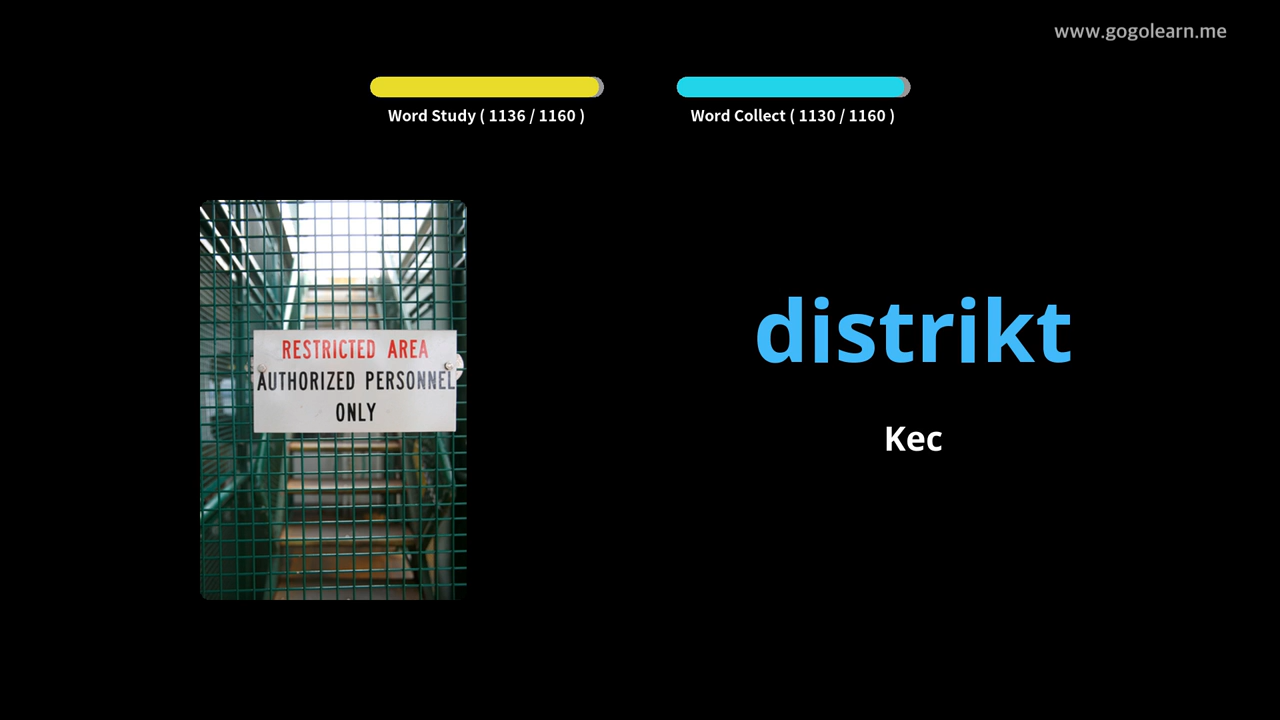 www.gogolearn.me
Word Study ( 1136 / 1160 )
Word Collect ( 1130 / 1160 )
RESTRICTED AREA
AUTHORIZED PERSONNEL
ONLY
distrikt
Kec